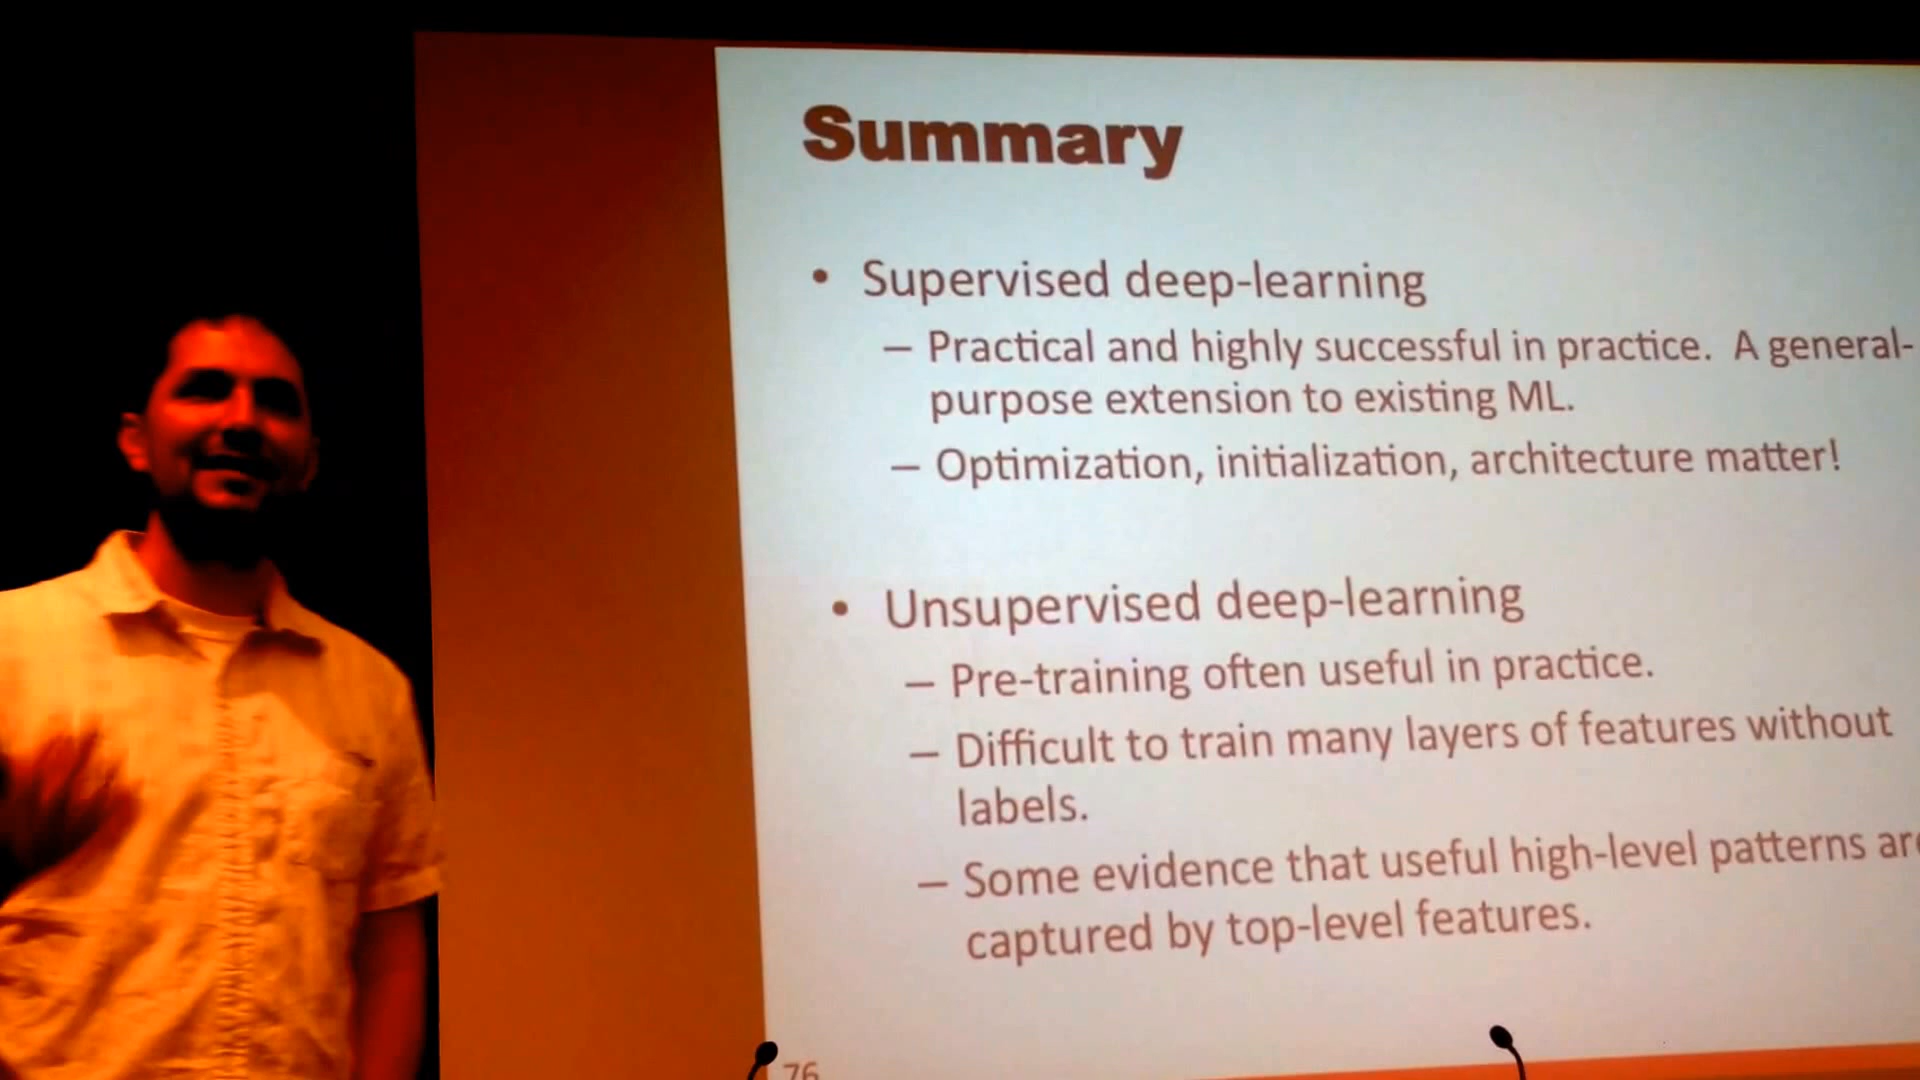 Summary
• Supervised deep-learning
– Practical and highly successful in practice. A general-
purpose extension to existing ML.
– Optimization, initialization, architecture matter!
• Unsupervised deep-learning
– Pre-training often useful in practice.
– Difficult to train many layers of features without
labels.
– Some evidence that useful high-level patterns are
captured by top-level features.
76